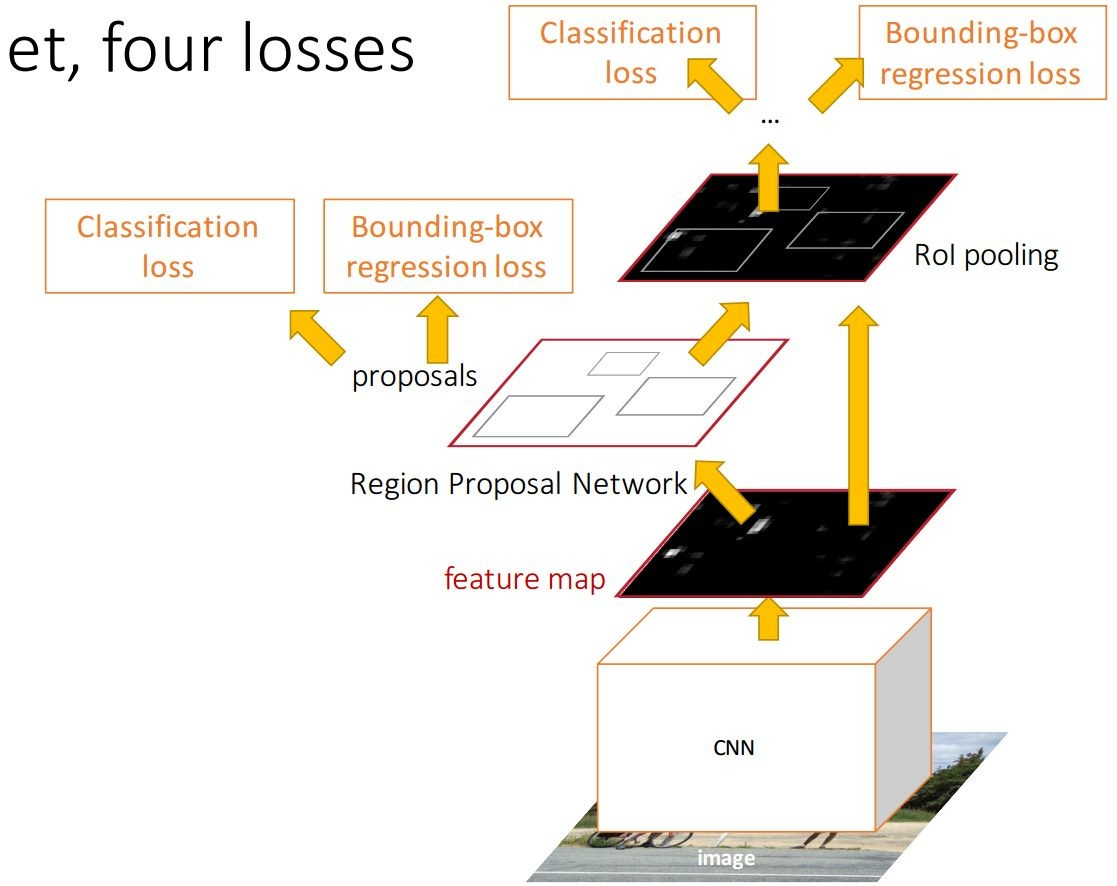 et, four losses
Classification
loss
Bounding-box
regression loss
...
Classification
loss
Bounding-box
regression loss
RoI pooling
proposals
Region Proposal Network
feature map
CNN
image